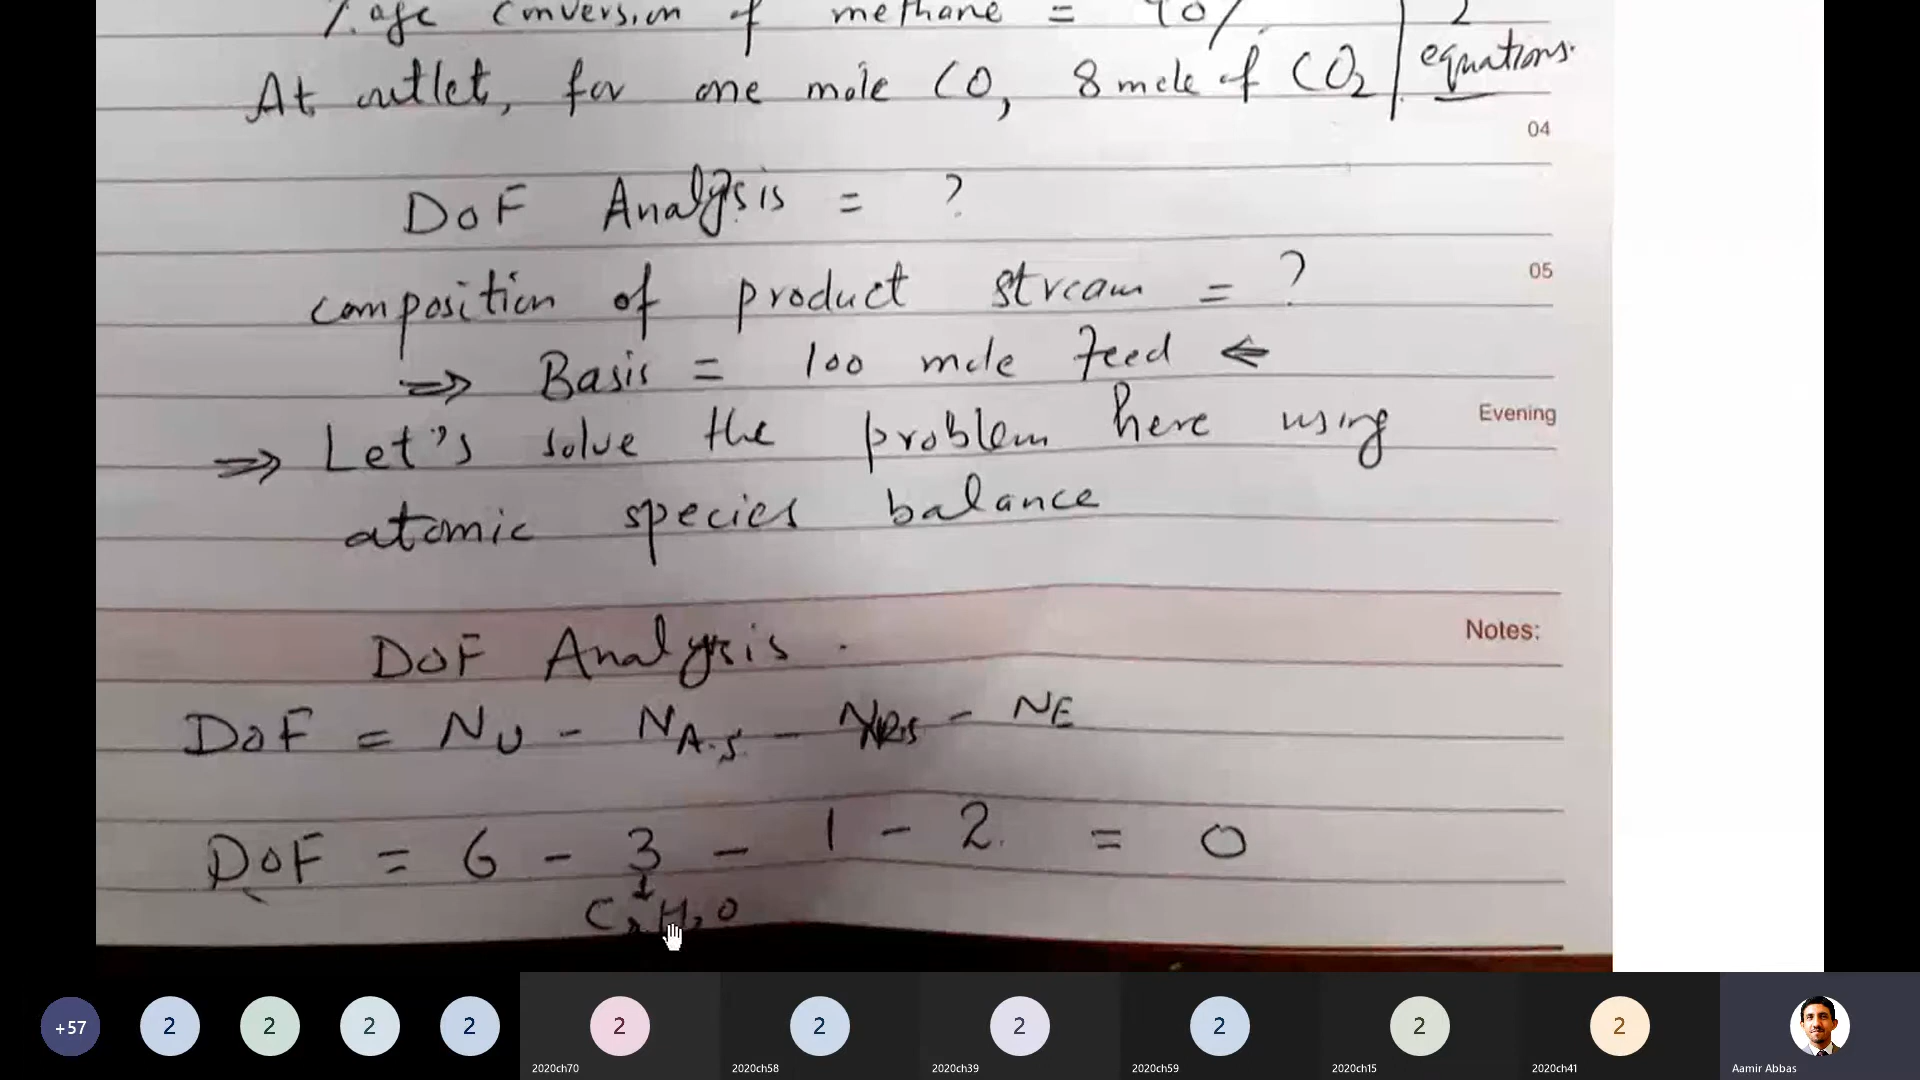 %age conversion of methane = 90% | 2
At outlet, for one mole CO, 8 mole of CO2 | equations.
04
DoF Analysis = ?
05
composition of product stream = ?
⇒ Basis = 100 mole Feed ⇐
Evening
⇒ Let's solve the problem here using
atomic species balance
Notes:
DoF Analysis.
DoF = NU - NA.S - - NE
DoF = 6 - 3 - 1 - 2. = 0
↓
C, H, O
+57 2 2 2 2 2 2 2 2 2 2
2020ch70 2020ch58 2020ch39 2020ch59 2020ch15 2020ch41 Aamir Abbas